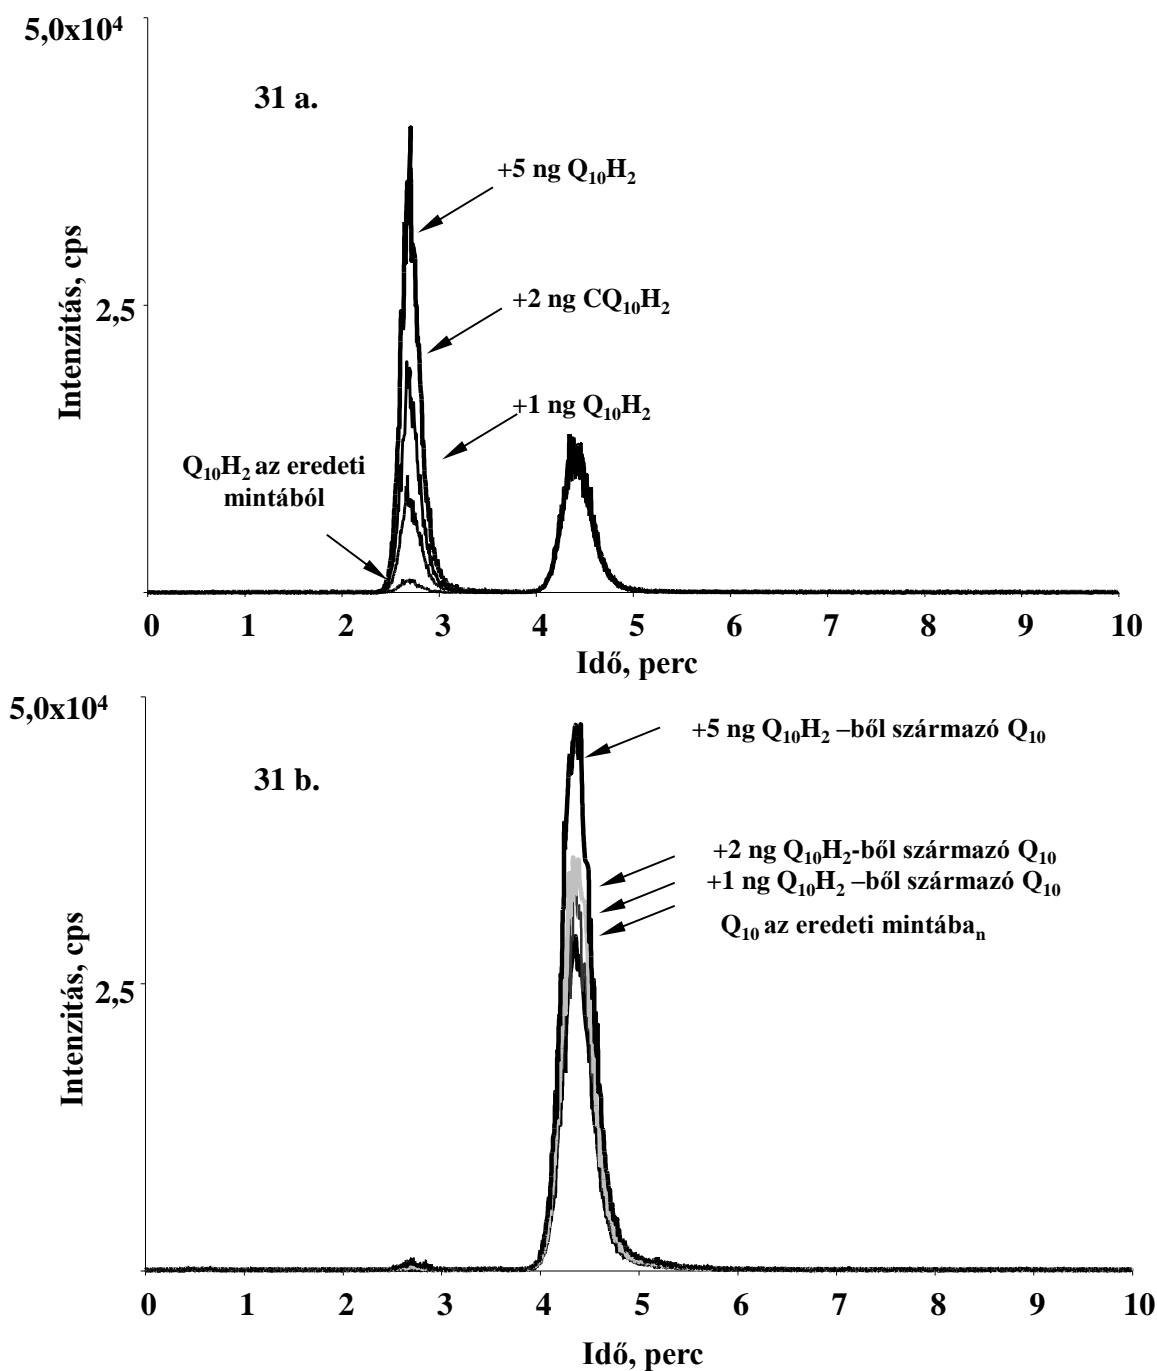 5,0x10⁴
31 a.
+5 ng Q₁₀H₂
Intenzitás, cps
2,5
+2 ng CQ₁₀H₂
+1 ng Q₁₀H₂
Q₁₀H₂ az eredeti
mintából
0 1 2 3 4 5 6 7 8 9 10
Idő, perc
5,0x10⁴
+5 ng Q₁₀H₂ –ből származó Q₁₀
31 b.
+2 ng Q₁₀H₂-ből származó Q₁₀
+1 ng Q₁₀H₂ –ből származó Q₁₀
Q₁₀ az eredeti mintábaₙ
Intenzitás, cps
2,5
0 1 2 3 4 5 6 7 8 9 10
Idő, perc